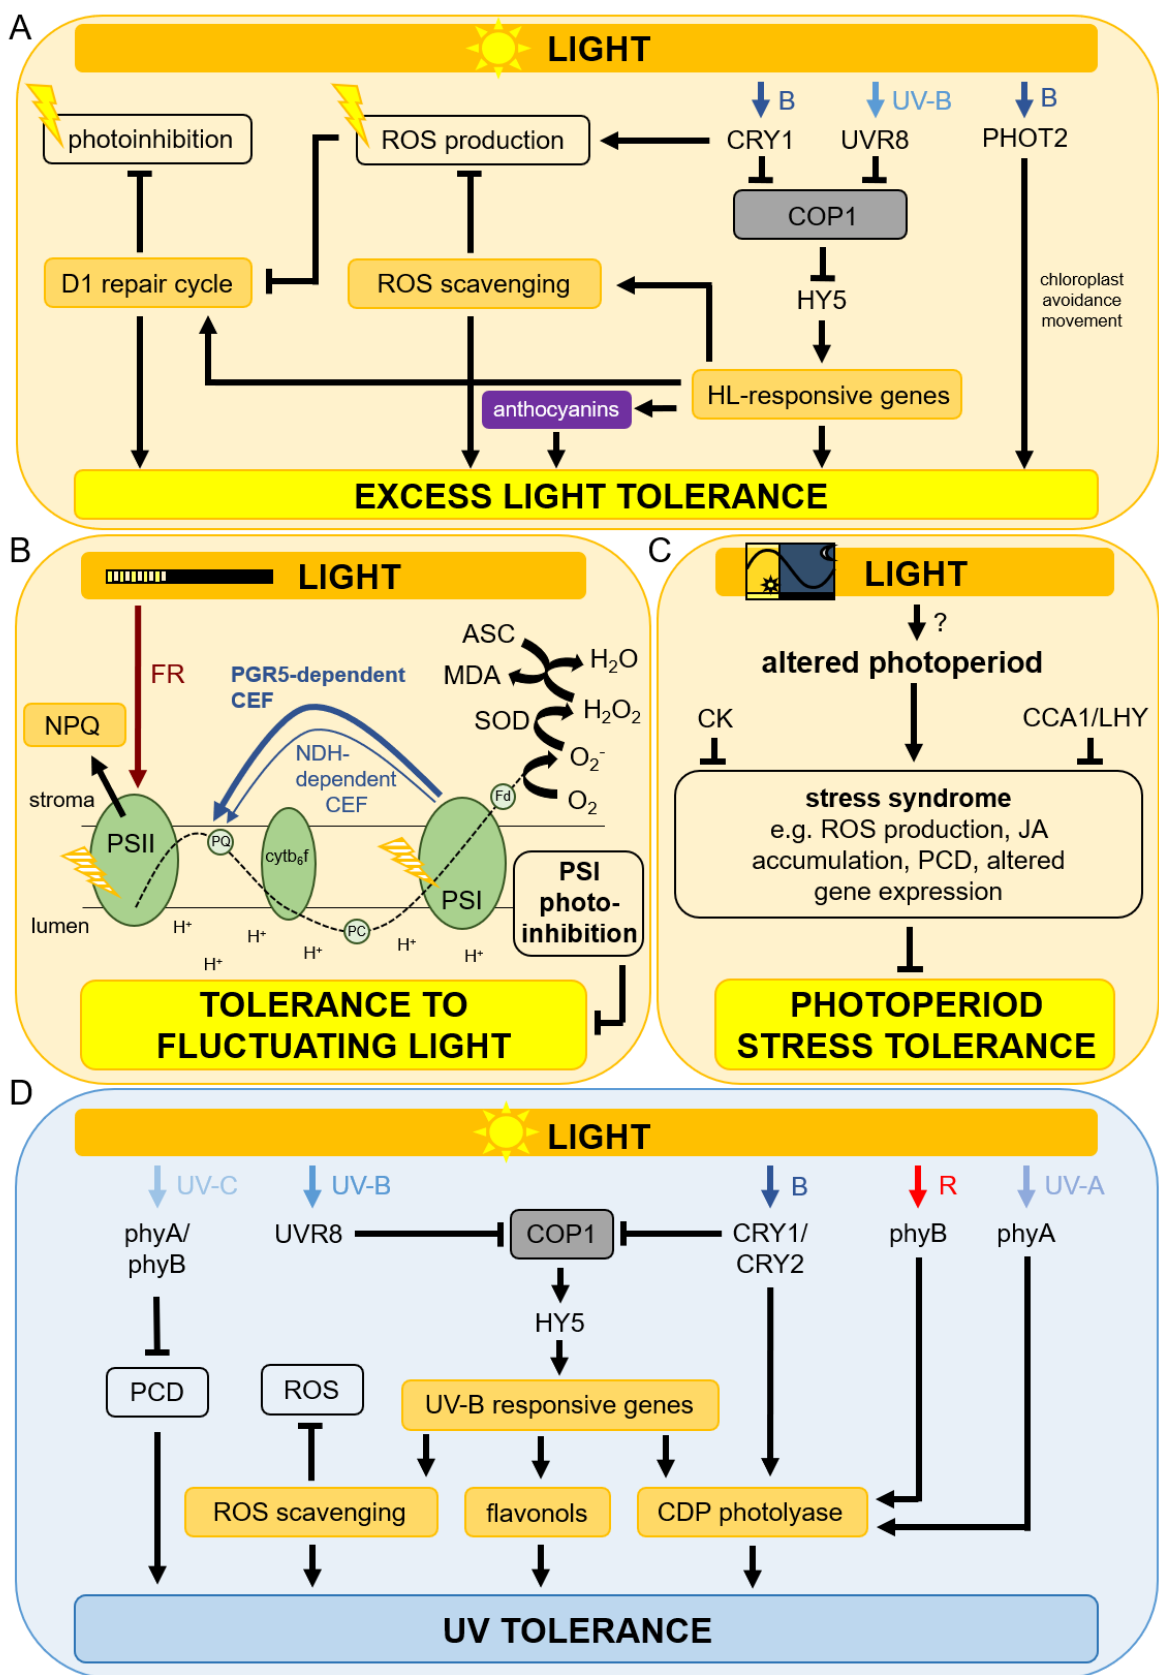 A
LIGHT
B
UV-B
B
photoinhibition
ROS production
CRY1
UVR8
PHOT2
COP1
D1 repair cycle
ROS scavenging
HY5
chloroplast
avoidance
movement
HL-responsive genes
anthocyanins
EXCESS LIGHT TOLERANCE
B
LIGHT
FR
PGR5-dependent
CEF
NDH-
dependent
CEF
ASC
MDA
H₂O
SOD
H₂O₂
O₂⁻
O₂
NPQ
stroma
Fd
PSII
PQ
cytb₆f
PSI
PC
lumen
H⁺
H⁺
H⁺
H⁺
H⁺
H⁺
PSI
photo-
inhibition
TOLERANCE TO
FLUCTUATING LIGHT
C
LIGHT
?
altered photoperiod
CK
CCA1/LHY
stress syndrome
e.g. ROS production, JA
accumulation, PCD, altered
gene expression
PHOTOPERIOD
STRESS TOLERANCE
D
LIGHT
UV-C
UV-B
B
R
UV-A
phyA/
phyB
UVR8
COP1
CRY1/
CRY2
phyB
phyA
HY5
PCD
ROS
UV-B responsive genes
ROS scavenging
flavonols
CDP photolyase
UV TOLERANCE